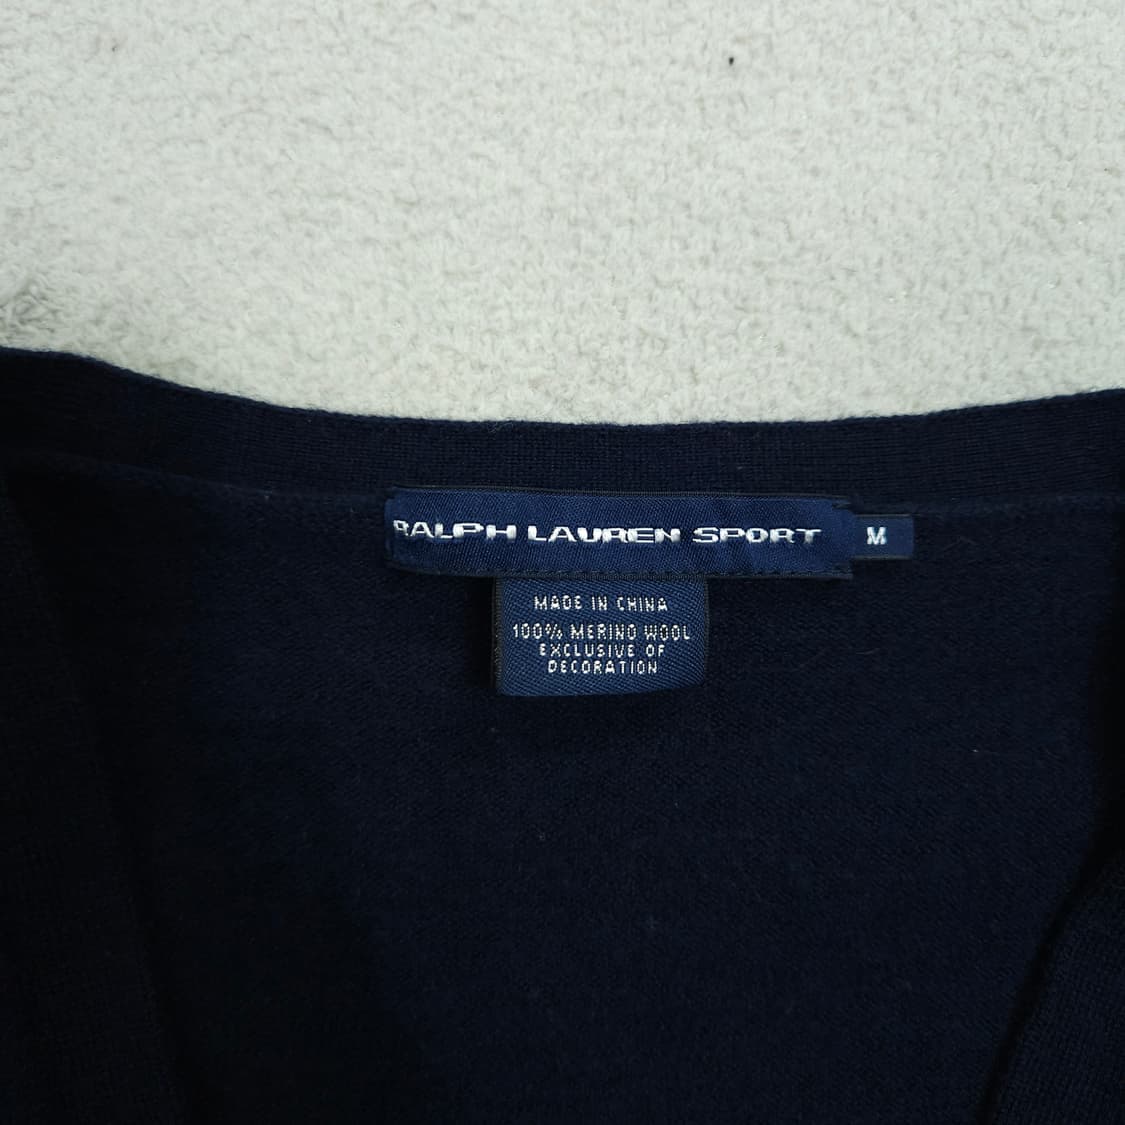 RALPH LAUREN SPORT
M
MADE IN CHINA
100% MERINO WOOL
EXCLUSIVE OF
DECORATION